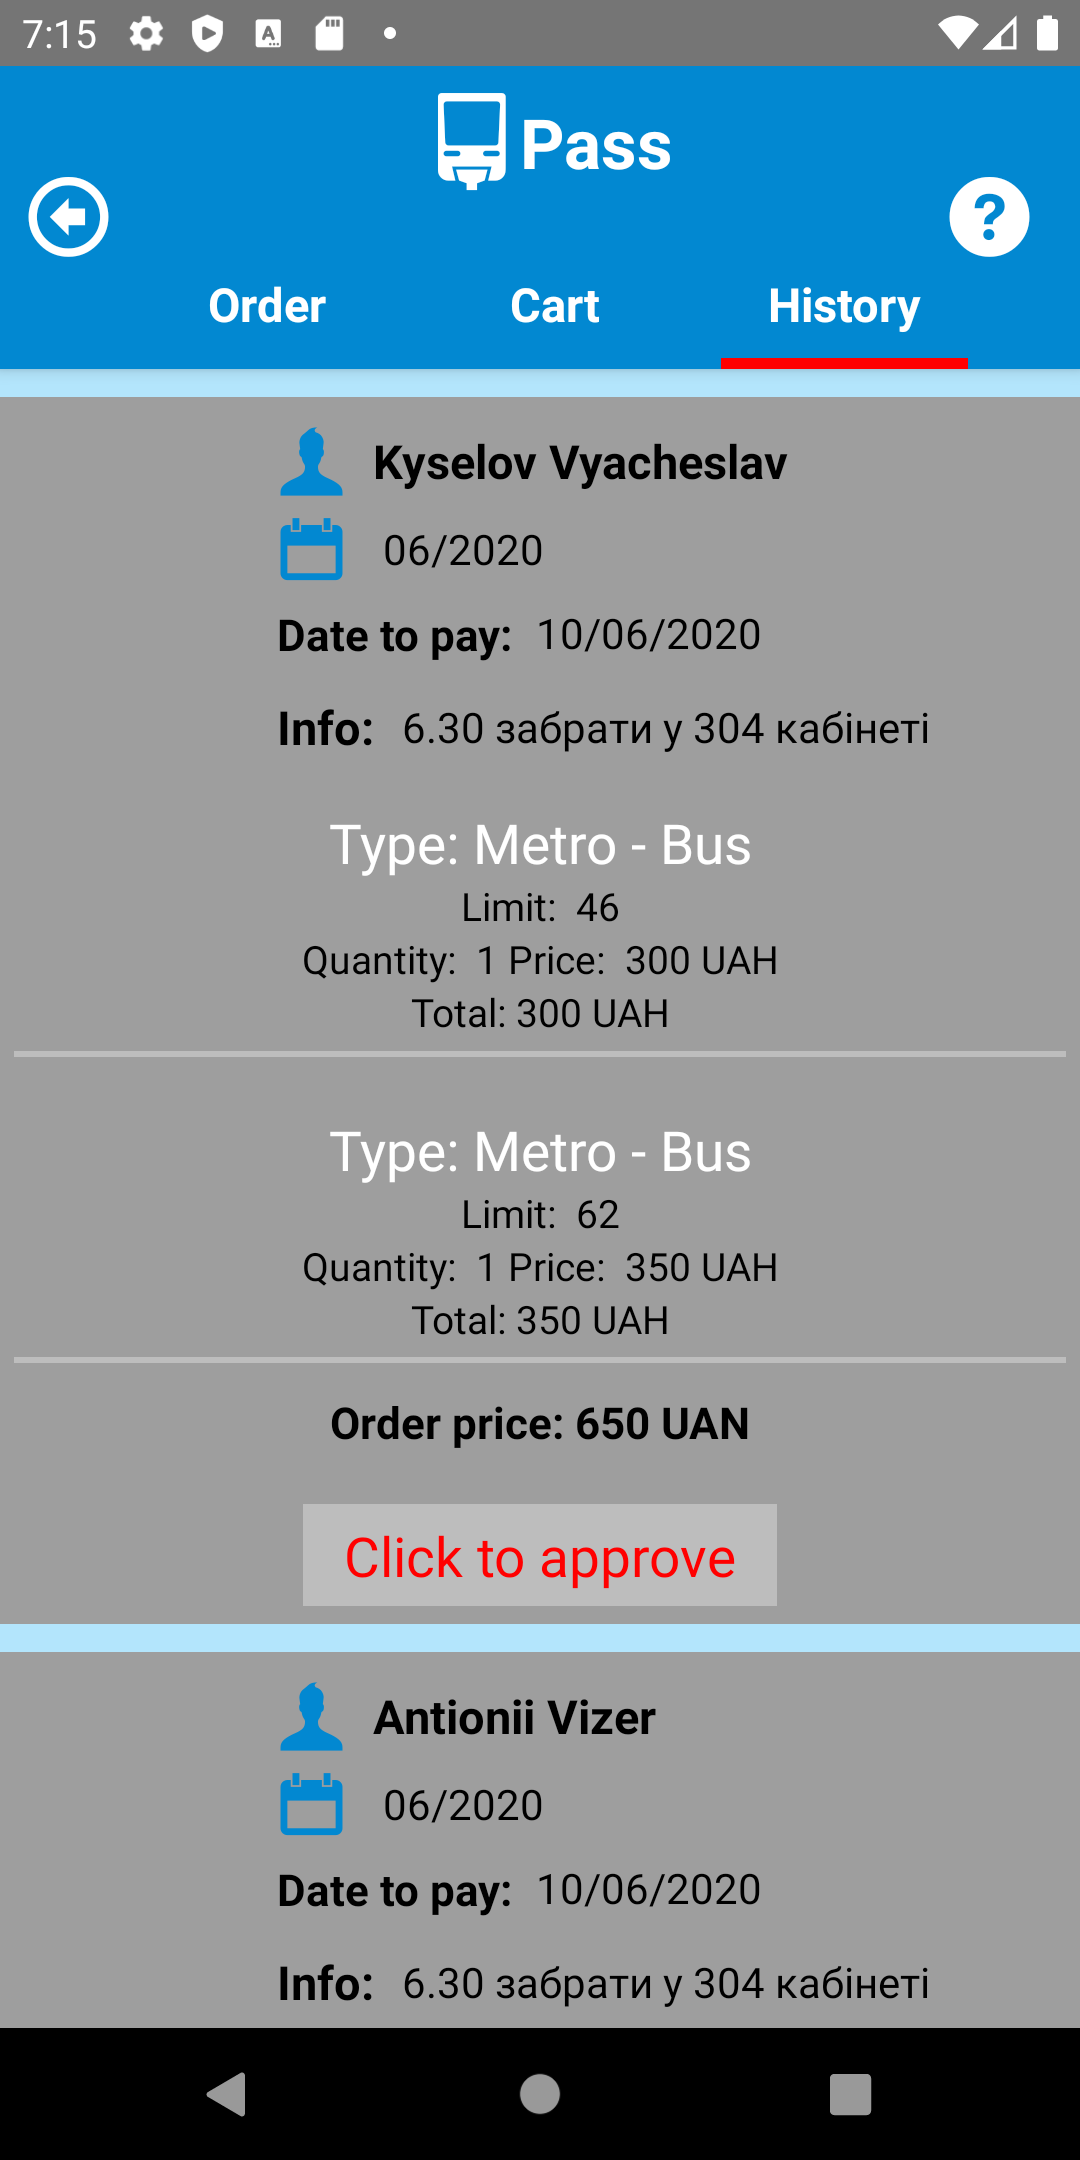 7:15
Pass
Order Cart History
Kyselov Vyacheslav
06/2020
Date to pay: 10/06/2020
Info: 6.30 забрати у 304 кабінеті
Type: Metro - Bus
Limit: 46
Quantity: 1 Price: 300 UAH
Total: 300 UAH
Type: Metro - Bus
Limit: 62
Quantity: 1 Price: 350 UAH
Total: 350 UAH
Order price: 650 UAN
Click to approve
Antionii Vizer
06/2020
Date to pay: 10/06/2020
Info: 6.30 забрати у 304 кабінеті